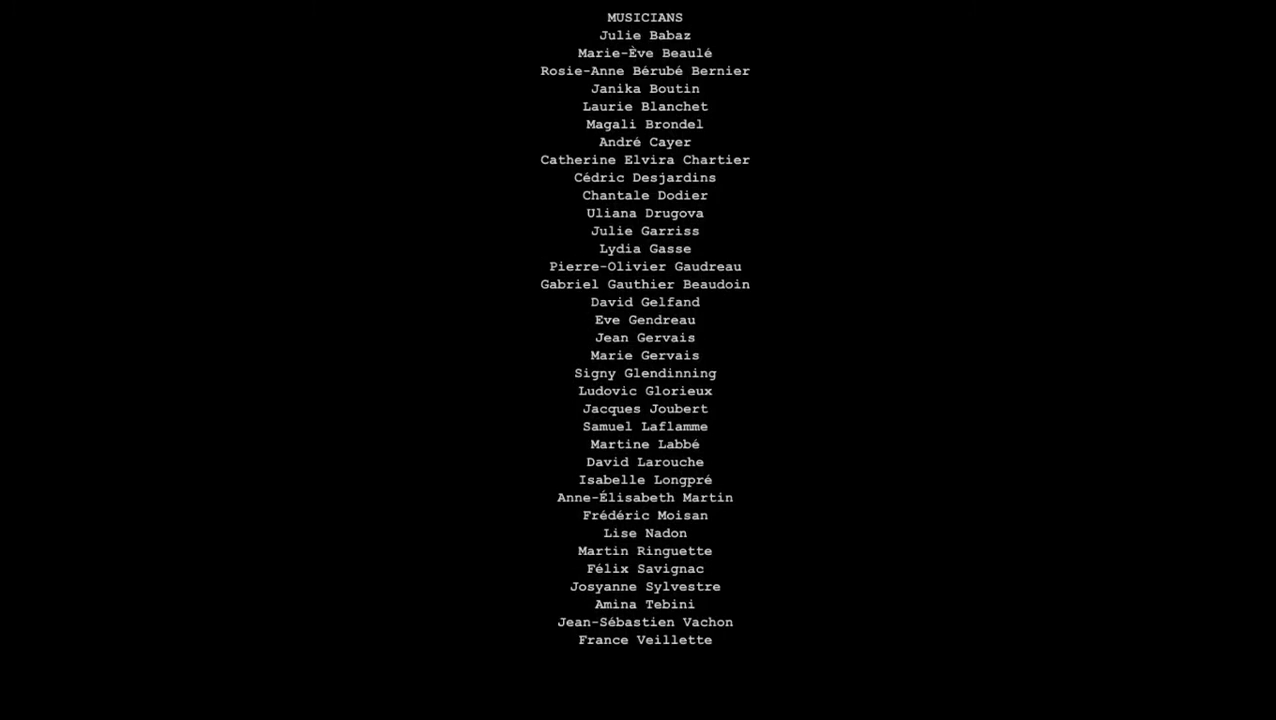 MUSICIANS
Julie Babaz
Marie-Ève Beaulé
Rosie-Anne Bérubé Bernier
Janika Boutin
Laurie Blanchet
Magali Brondel
André Cayer
Catherine Elvira Chartier
Cédric Desjardins
Chantale Dodier
Uliana Drugova
Julie Garriss
Lydia Gasse
Pierre-Olivier Gaudreau
Gabriel Gauthier Beaudoin
David Gelfand
Eve Gendreau
Jean Gervais
Marie Gervais
Signy Glendinning
Ludovic Glorieux
Jacques Joubert
Samuel Laflamme
Martine Labbé
David Larouche
Isabelle Longpré
Anne-Élisabeth Martin
Frédéric Moisan
Lise Nadon
Martin Ringuette
Félix Savignac
Josyanne Sylvestre
Amina Tebini
Jean-Sébastien Vachon
France Veillette